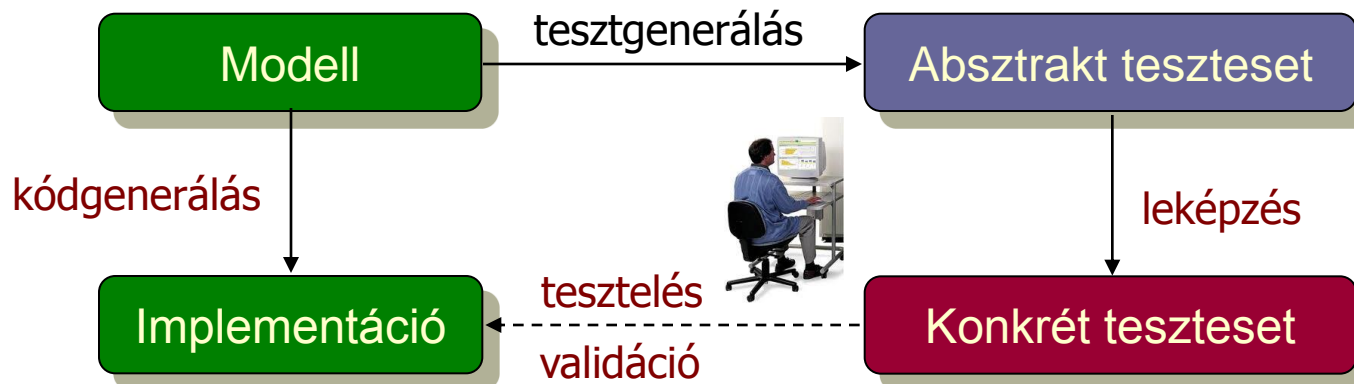 tesztgenerálás
Modell
Absztrakt teszteset
kódgenerálás
leképzés
tesztelés
Implementáció
Konkrét teszteset
validáció